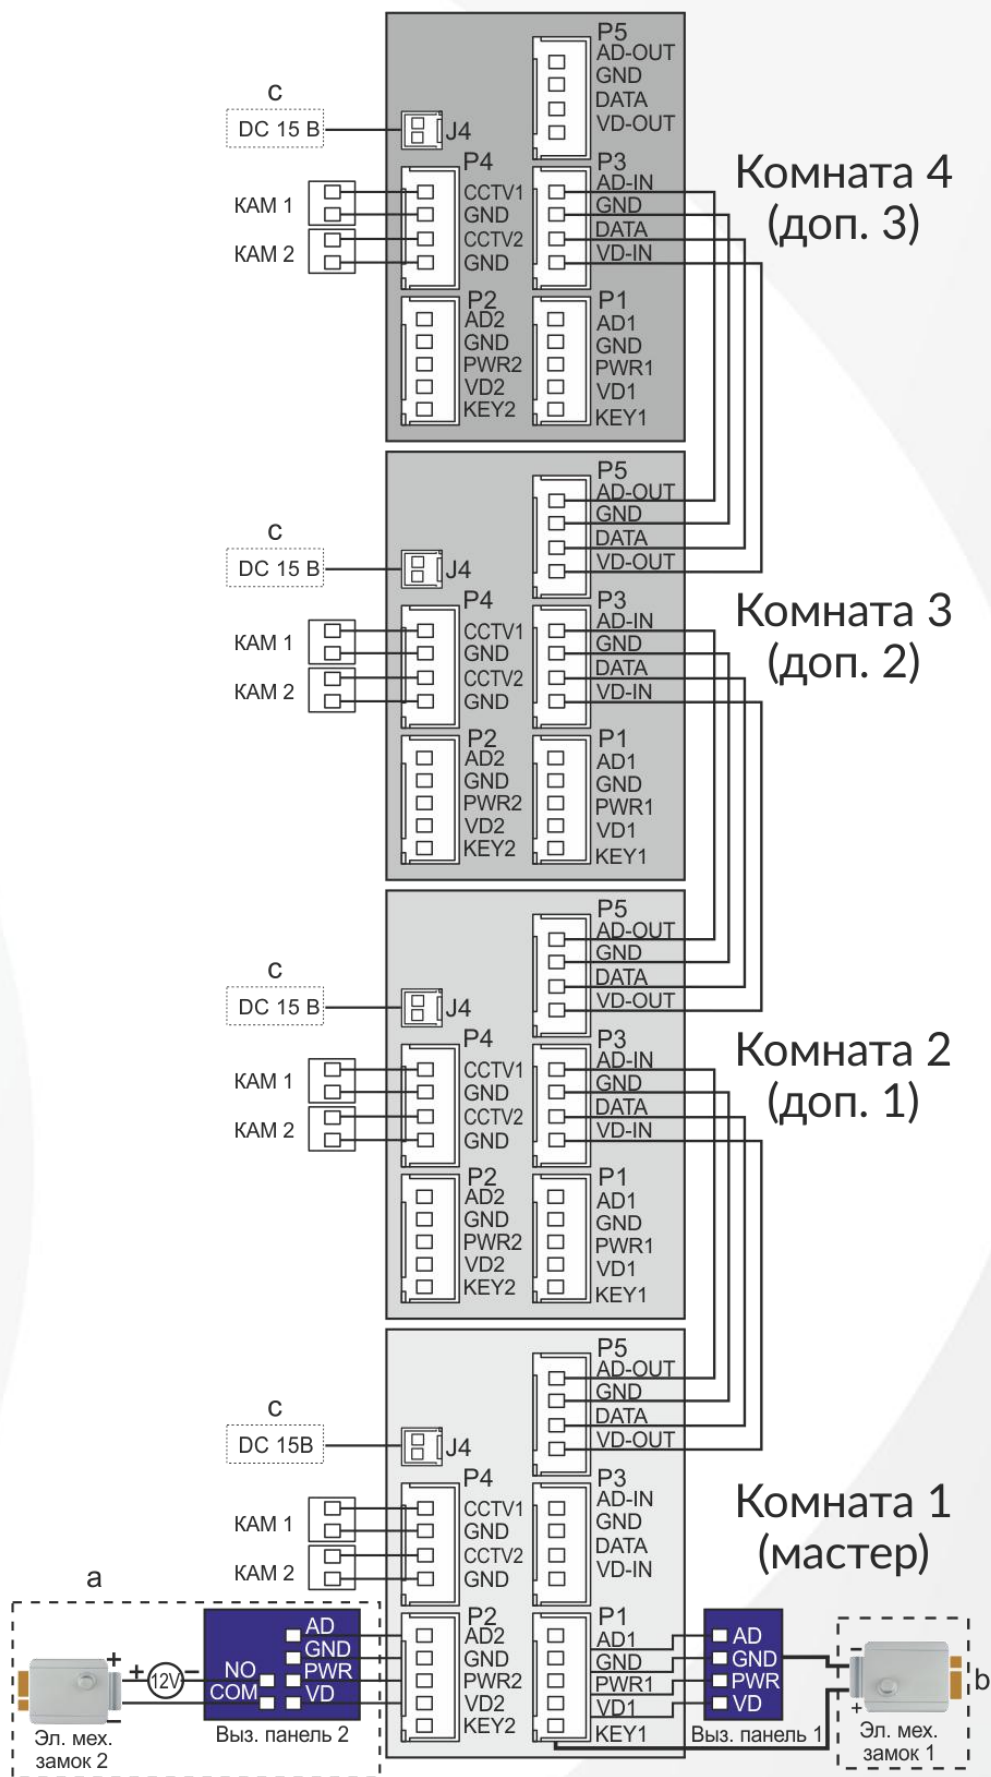 P5
AD-OUT
GND
DATA
VD-OUT
c
DC 15 В
J4
P4
CCTV1
GND
CCTV2
GND
КАМ 1
КАМ 2
P3
AD-IN
GND
DATA
VD-IN
Комната 4
(доп. 3)
P2
AD2
GND
PWR2
VD2
KEY2
P1
AD1
GND
PWR1
VD1
KEY1
P5
AD-OUT
GND
DATA
VD-OUT
c
DC 15 В
J4
P4
CCTV1
GND
CCTV2
GND
КАМ 1
КАМ 2
P3
AD-IN
GND
DATA
VD-IN
Комната 3
(доп. 2)
P2
AD2
GND
PWR2
VD2
KEY2
P1
AD1
GND
PWR1
VD1
KEY1
P5
AD-OUT
GND
DATA
VD-OUT
c
DC 15 В
J4
P4
CCTV1
GND
CCTV2
GND
КАМ 1
КАМ 2
P3
AD-IN
GND
DATA
VD-IN
Комната 2
(доп. 1)
P2
AD2
GND
PWR2
VD2
KEY2
P1
AD1
GND
PWR1
VD1
KEY1
P5
AD-OUT
GND
DATA
VD-OUT
c
DC 15В
J4
P4
CCTV1
GND
CCTV2
GND
КАМ 1
КАМ 2
P3
AD-IN
GND
DATA
VD-IN
Комната 1
(мастер)
a
+
–
+ 12V –
Эл. мех.
замок 2
NO
COM
AD
GND
PWR
VD
Выз. панель 2
P2
AD2
GND
PWR2
VD2
KEY2
P1
AD1
GND
PWR1
VD1
KEY1
AD
GND
PWR
VD
Выз. панель 1
–
+
b
Эл. мех.
замок 1